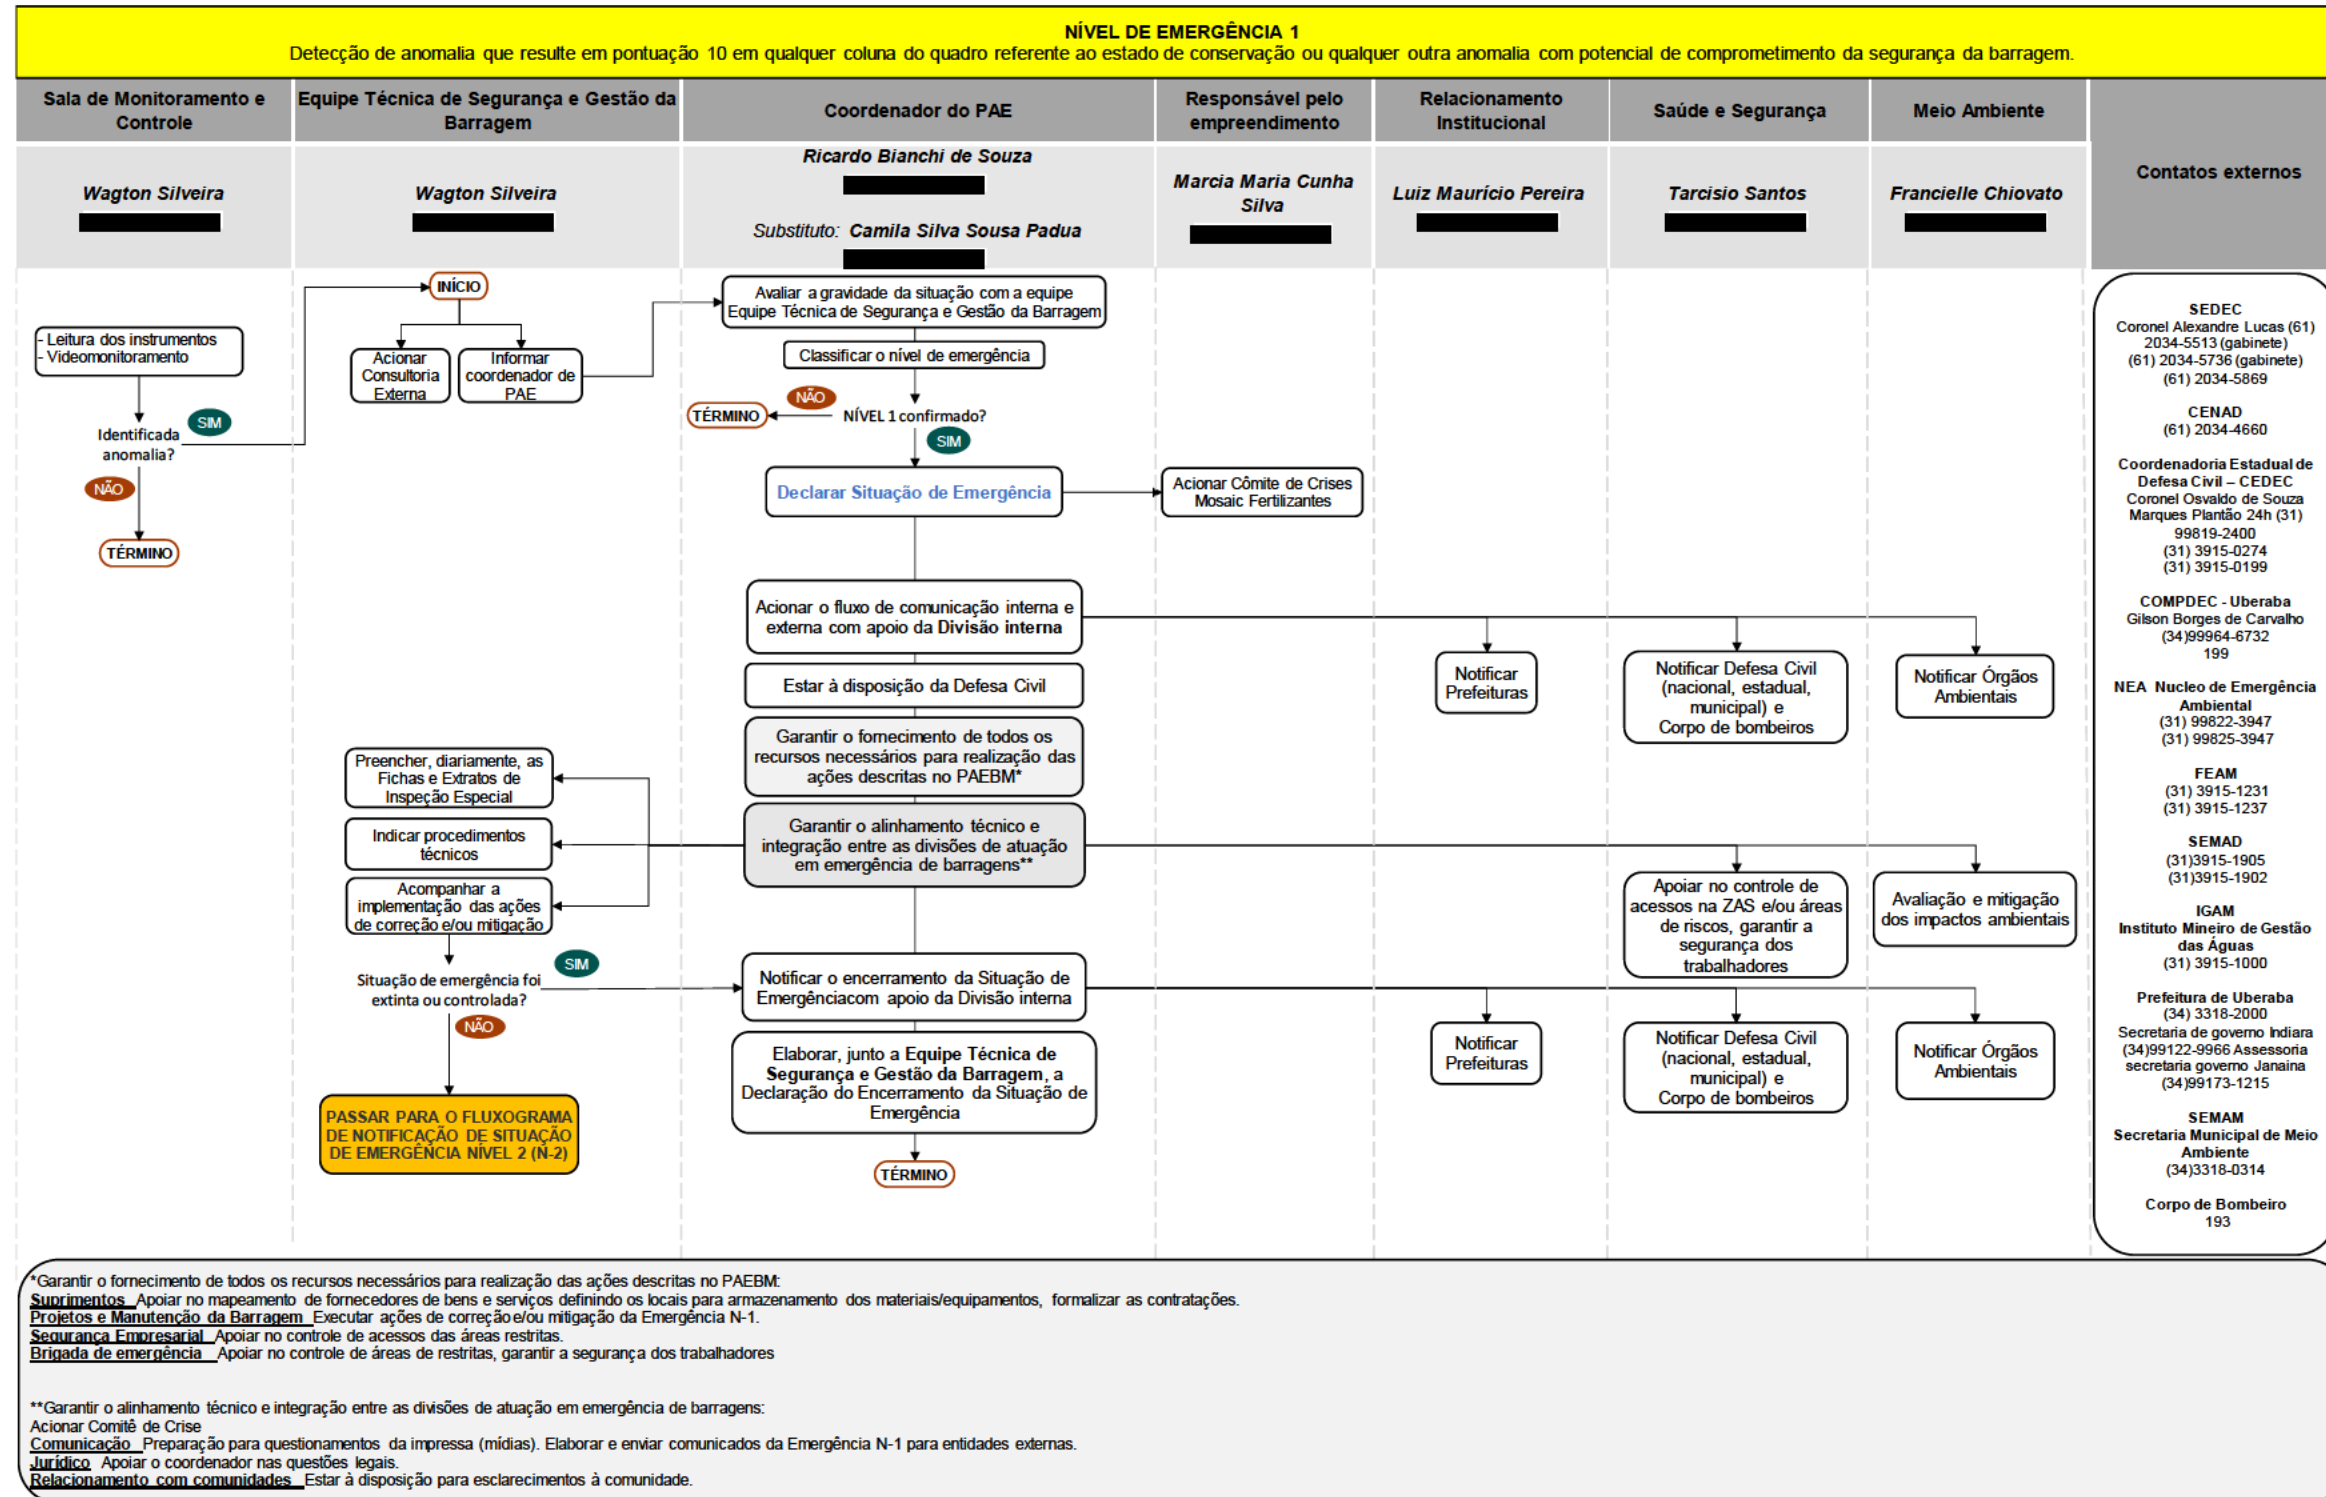 NÍVEL DE EMERGÊNCIA 1
Detecção de anomalia que resulte em pontuação 10 em qualquer coluna do quadro referente ao estado de conservação ou qualquer outra anomalia com potencial de comprometimento da segurança da barragem.
Sala de Monitoramento e
Controle
Equipe Técnica de Segurança e Gestão da
Barragem
Coordenador do PAE
Responsável pelo
empreendimento
Relacionamento
Institucional
Saúde e Segurança
Meio Ambiente
Contatos externos
Wagton Silveira
Wagton Silveira
Ricardo Bianchi de Souza
Substituto: Camila Silva Sousa Padua
Marcia Maria Cunha
Silva
Luiz Maurício Pereira
Tarcisio Santos
Francielle Chiovato
- Leitura dos instrumentos
- Videomonitoramento
Identificada
anomalia?
SIM
NÃO
TÉRMINO
INÍCIO
Acionar
Consultoria
Externa
Informar
coordenador de
PAE
Avaliar a gravidade da situação com a equipe
Equipe Técnica de Segurança e Gestão da Barragem
Classificar o nível de emergência
NÃO
TÉRMINO
NÍVEL 1 confirmado?
SIM
Declarar Situação de Emergência
Acionar Cômite de Crises
Mosaic Fertilizantes
Acionar o fluxo de comunicação interna e
externa com apoio da Divisão interna
Notificar
Prefeituras
Notificar Defesa Civil
(nacional, estadual,
municipal) e
Corpo de bombeiros
Notificar Órgãos
Ambientais
Estar à disposição da Defesa Civil
Garantir o fornecimento de todos os
recursos necessários para realização das
ações descritas no PAEBM*
Garantir o alinhamento técnico e
integração entre as divisões de atuação
em emergência de barragens**
Preencher, diariamente, as
Fichas e Extratos de
Inspeção Especial
Indicar procedimentos
técnicos
Acompanhar a
implementação das ações
de correção e/ou mitigação
Apoiar no controle de
acessos na ZAS e/ou áreas
de riscos, garantir a
segurança dos
trabalhadores
Avaliação e mitigação
dos impactos ambientais
Situação de emergência foi
extinta ou controlada?
SIM
NÃO
PASSAR PARA O FLUXOGRAMA
DE NOTIFICAÇÃO DE SITUAÇÃO
DE EMERGÊNCIA NÍVEL 2 (N-2)
Notificar o encerramento da Situação de
Emergênciacom apoio da Divisão interna
Notificar
Prefeituras
Notificar Defesa Civil
(nacional, estadual,
municipal) e
Corpo de bombeiros
Notificar Órgãos
Ambientais
Elaborar, junto a Equipe Técnica de
Segurança e Gestão da Barragem, a
Declaração do Encerramento da Situação de
Emergência
TÉRMINO
SEDEC
Coronel Alexandre Lucas (61)
2034-5513 (gabinete)
(61) 2034-5736 (gabinete)
(61) 2034-5869
CENAD
(61) 2034-4660
Coordenadoria Estadual de
Defesa Civil – CEDEC
Coronel Osvaldo de Souza
Marques Plantão 24h (31)
99819-2400
(31) 3915-0274
(31) 3915-0199
COMPDEC - Uberaba
Gilson Borges de Carvalho
(34)99964-6732
199
NEA Nucleo de Emergência
Ambiental
(31) 99822-3947
(31) 99825-3947
FEAM
(31) 3915-1231
(31) 3915-1237
SEMAD
(31)3915-1905
(31)3915-1902
IGAM
Instituto Mineiro de Gestão
das Águas
(31) 3915-1000
Prefeitura de Uberaba
(34) 3318-2000
Secretaria de governo Indiara
(34)99122-9966 Assessoria
secretaria governo Janaina
(34)99173-1215
SEMAM
Secretaria Municipal de Meio
Ambiente
(34)3318-0314
Corpo de Bombeiro
193
*Garantir o fornecimento de todos os recursos necessários para realização das ações descritas no PAEBM:
Suprimentos Apoiar no mapeamento de fornecedores de bens e serviços definindo os locais para armazenamento dos materiais/equipamentos, formalizar as contratações.
Projetos e Manutenção da Barragem Executar ações de correção e/ou mitigação da Emergência N-1.
Segurança Empresarial Apoiar no controle de acessos das áreas restritas.
Brigada de emergência Apoiar no controle de áreas de restritas, garantir a segurança dos trabalhadores
**Garantir o alinhamento técnico e integração entre as divisões de atuação em emergência de barragens:
Acionar Comitê de Crise
Comunicação Preparação para questionamentos da impressa (mídias). Elaborar e enviar comunicados da Emergência N-1 para entidades externas.
Jurídico Apoiar o coordenador nas questões legais.
Relacionamento com comunidades Estar à disposição para esclarecimentos à comunidade.